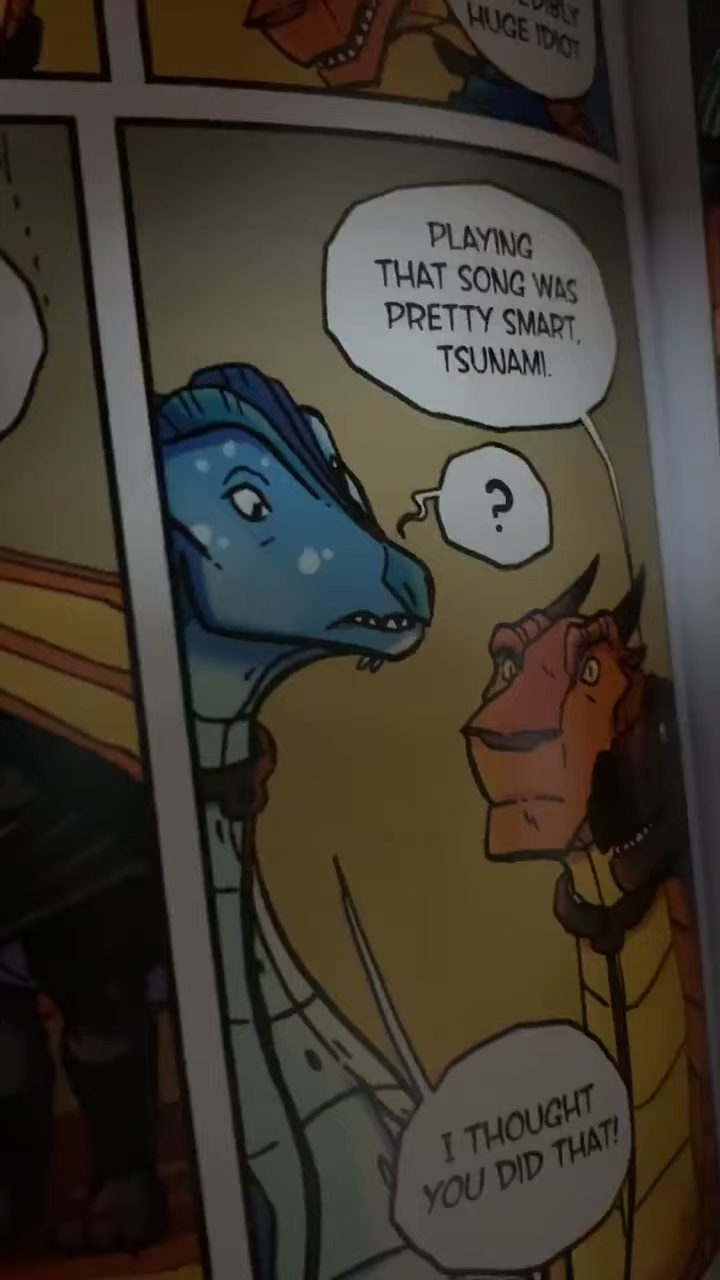 HUGE IDIOT
PLAYING
THAT SONG WAS
PRETTY SMART,
TSUNAMI.
?
I THOUGHT
YOU DID THAT!